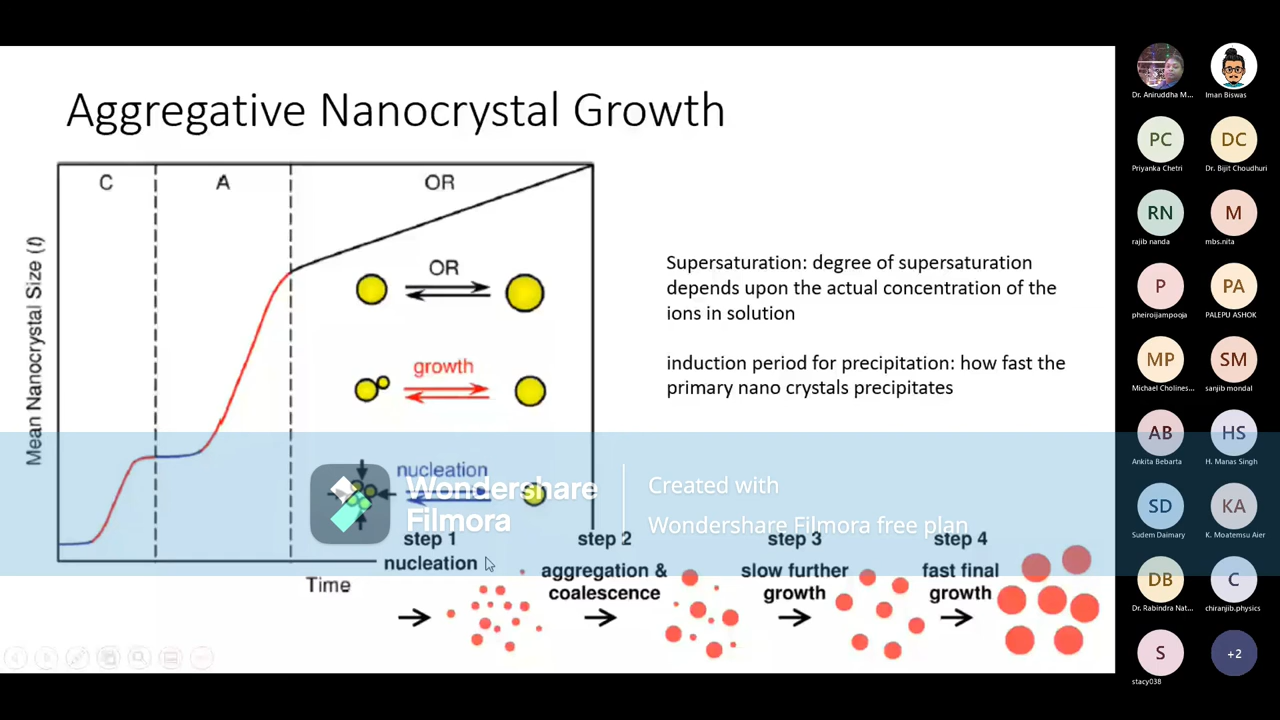 Aggregative Nanocrystal Growth
C
A
OR
Mean Nanocrystal Size (t)
OR
growth
nucleation
Time
Supersaturation: degree of supersaturation
depends upon the actual concentration of the
ions in solution
induction period for precipitation: how fast the
primary nano crystals precipitates
Wondershare
Filmora
Created with
Wondershare Filmora free plan
step 1
nucleation
step 2
aggregation &
coalescence
step 3
slow further
growth
step 4
fast final
growth
Dr. Aniruddha M...
Iman Biswas
PC
Priyanka Chetri
DC
Dr. Bijit Choudhuri
RN
rajib nanda
M
mbs.nita
P
pheiroijampooja
PA
PALEPU ASHOK
MP
Michael Cholines...
SM
sanjib mondal
AB
Ankita Bebarta
HS
H. Manas Singh
SD
Sudem Daimary
KA
K. Moatemsu Aier
DB
Dr. Rabindra Nat...
C
chiranjib.physics
S
stacy038
+2